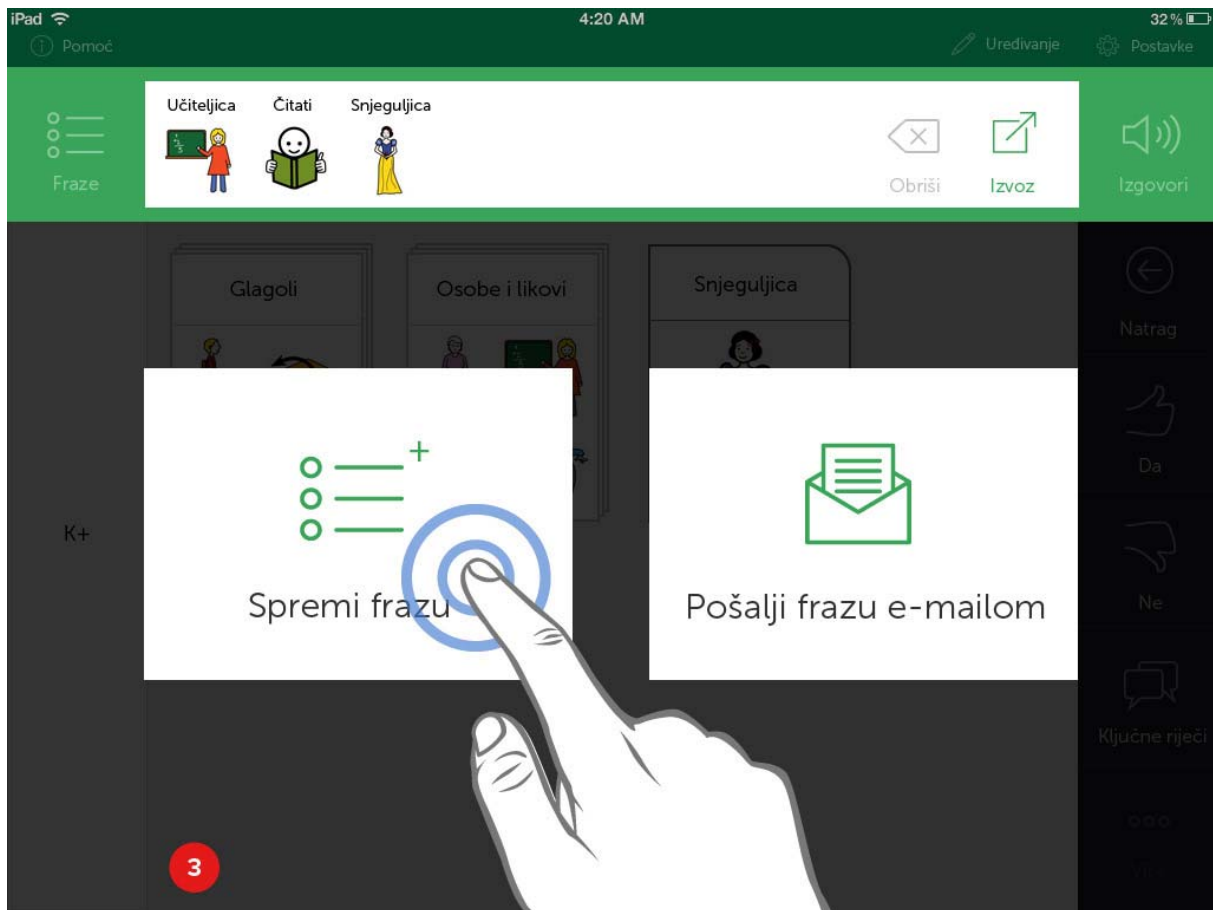 iPad 4:20 AM 32 %
Pomoć Uređivanje Postavke
Učiteljica Čitati Snjeguljica
Fraze Obriši Izvoz Izgovori
Glagoli Osobe i likovi Snjeguljica
Natrag
Da
K+
Spremi frazu Pošalji frazu e-mailom
Ne
Ključne riječi
3